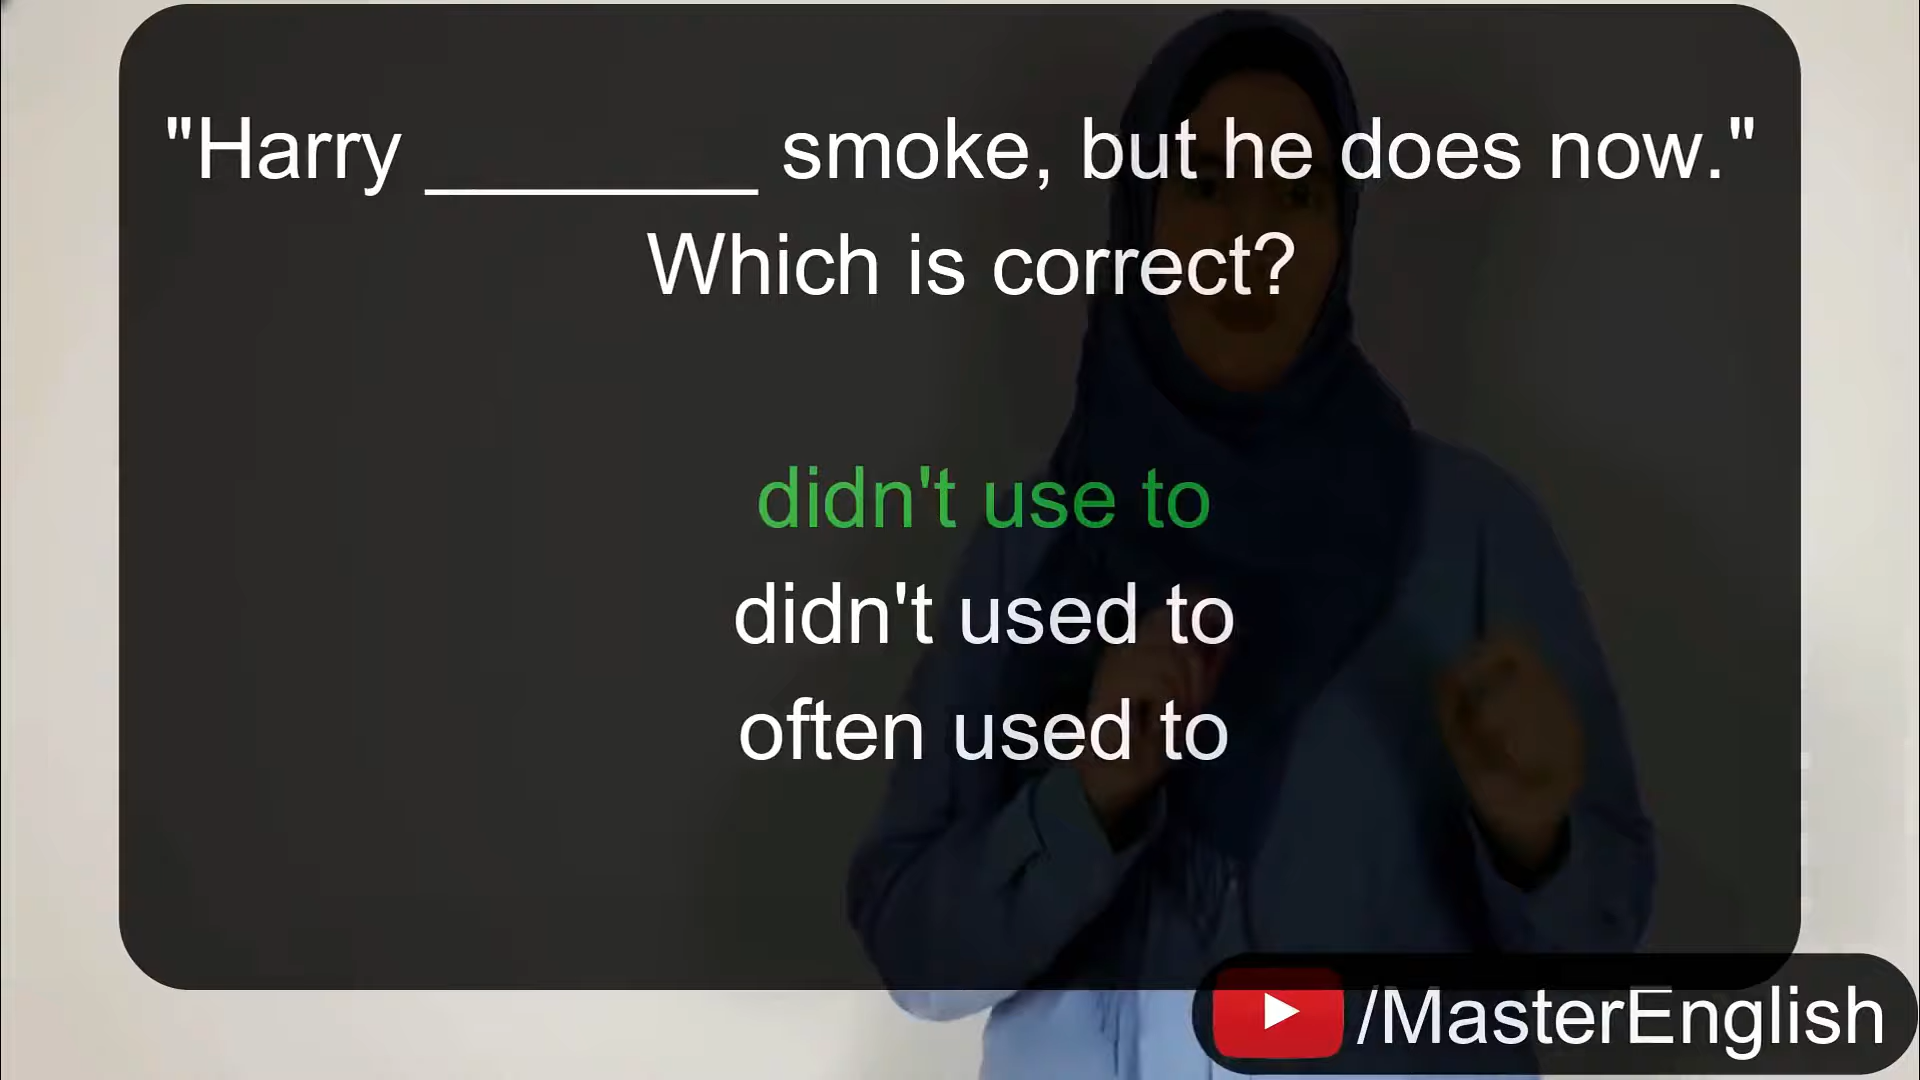 "Harry ________ smoke, but he does now."
Which is correct?
didn't use to
didn't used to
often used to
/MasterEnglish